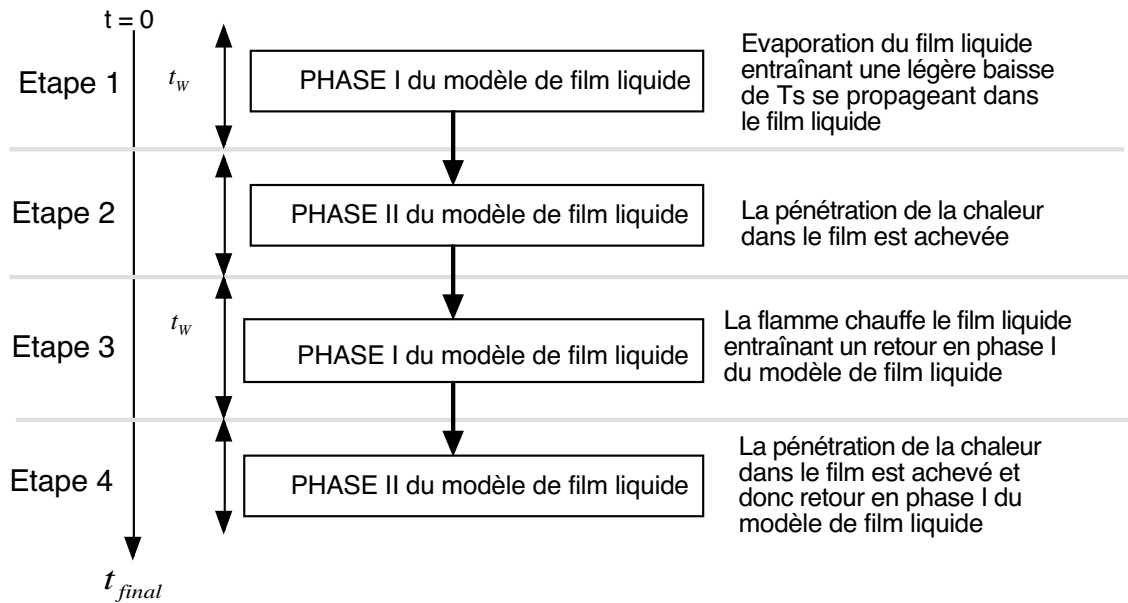 t = 0
Etape 1
t_W
PHASE I du modèle de film liquide
Evaporation du film liquide
entraînant une légère baisse
de Ts se propageant dans
le film liquide
Etape 2
PHASE II du modèle de film liquide
La pénétration de la chaleur
dans le film est achevée
Etape 3
t_W
PHASE I du modèle de film liquide
La flamme chauffe le film liquide
entraînant un retour en phase I
du modèle de film liquide
Etape 4
PHASE II du modèle de film liquide
La pénétration de la chaleur
dans le film est achevé et
donc retour en phase I du
modèle de film liquide
t_final